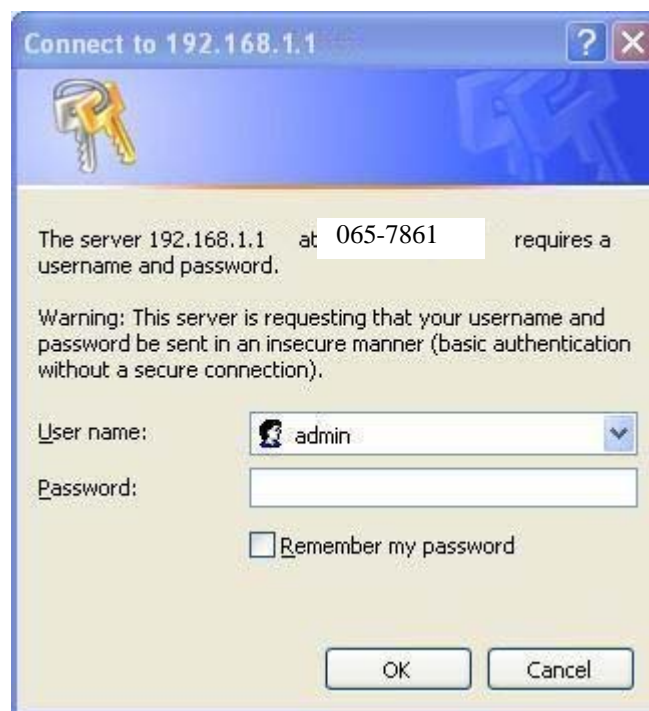 Connect to 192.168.1.1
The server 192.168.1.1 at 065-7861 requires a
username and password.
Warning: This server is requesting that your username and
password be sent in an insecure manner (basic authentication
without a secure connection).
User name:
admin
Password:
Remember my password
OK
Cancel